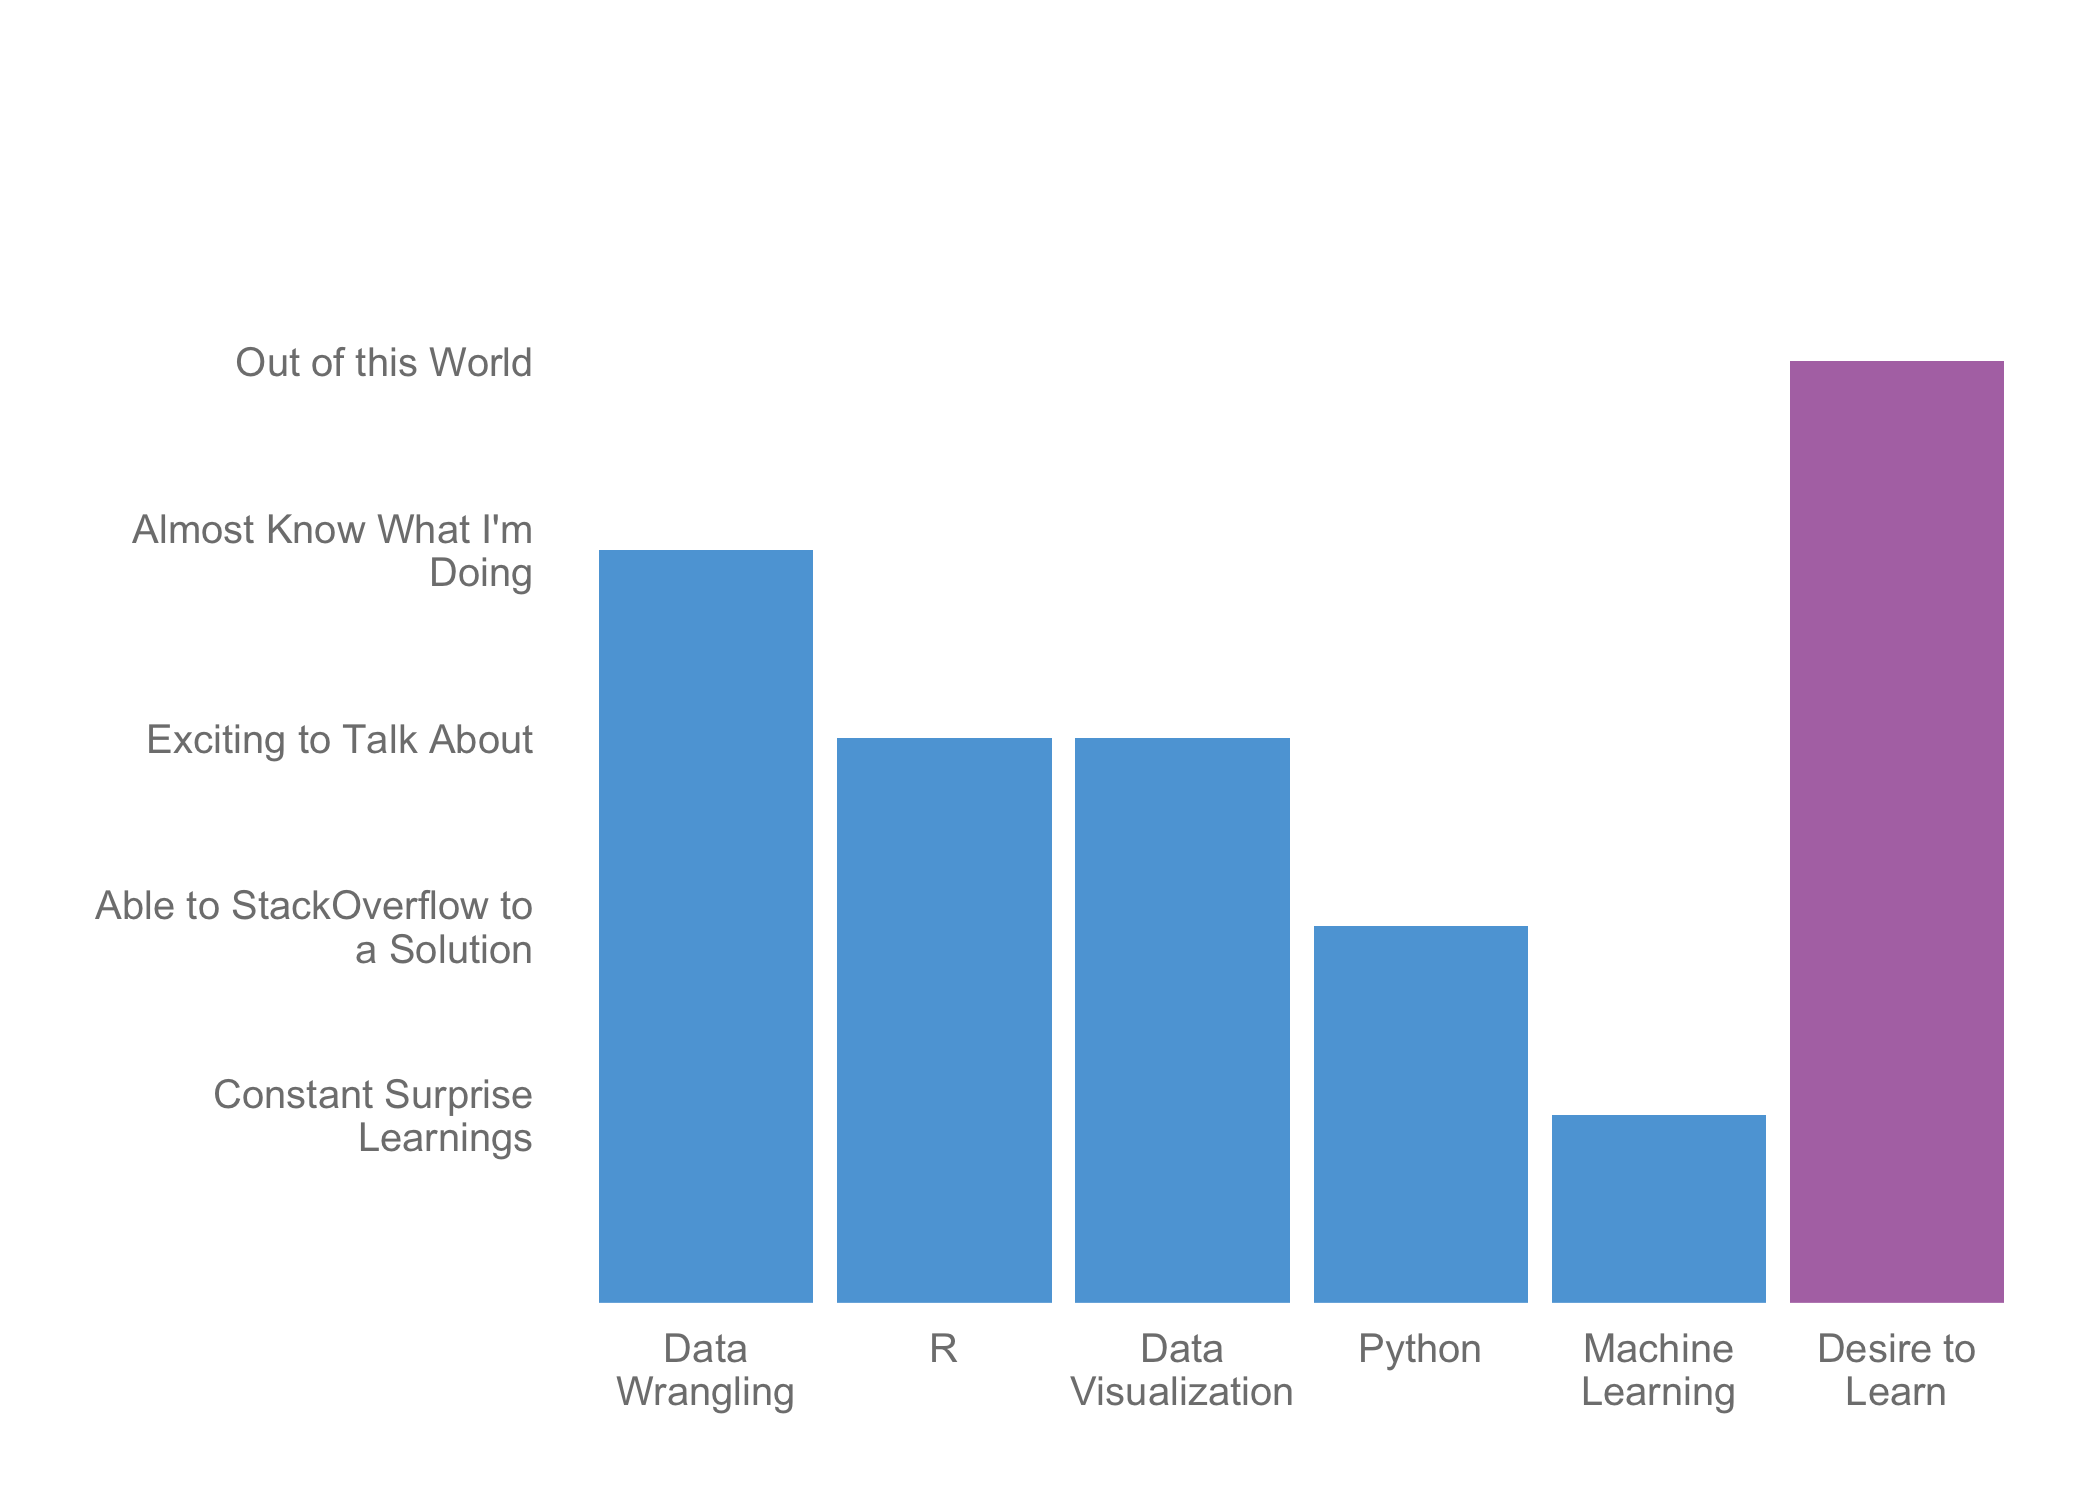 Out of this World
Almost Know What I'm
Doing
Exciting to Talk About
Able to StackOverflow to
a Solution
Constant Surprise
Learnings
Data
Wrangling
R
Data
Visualization
Python
Machine
Learning
Desire to
Learn